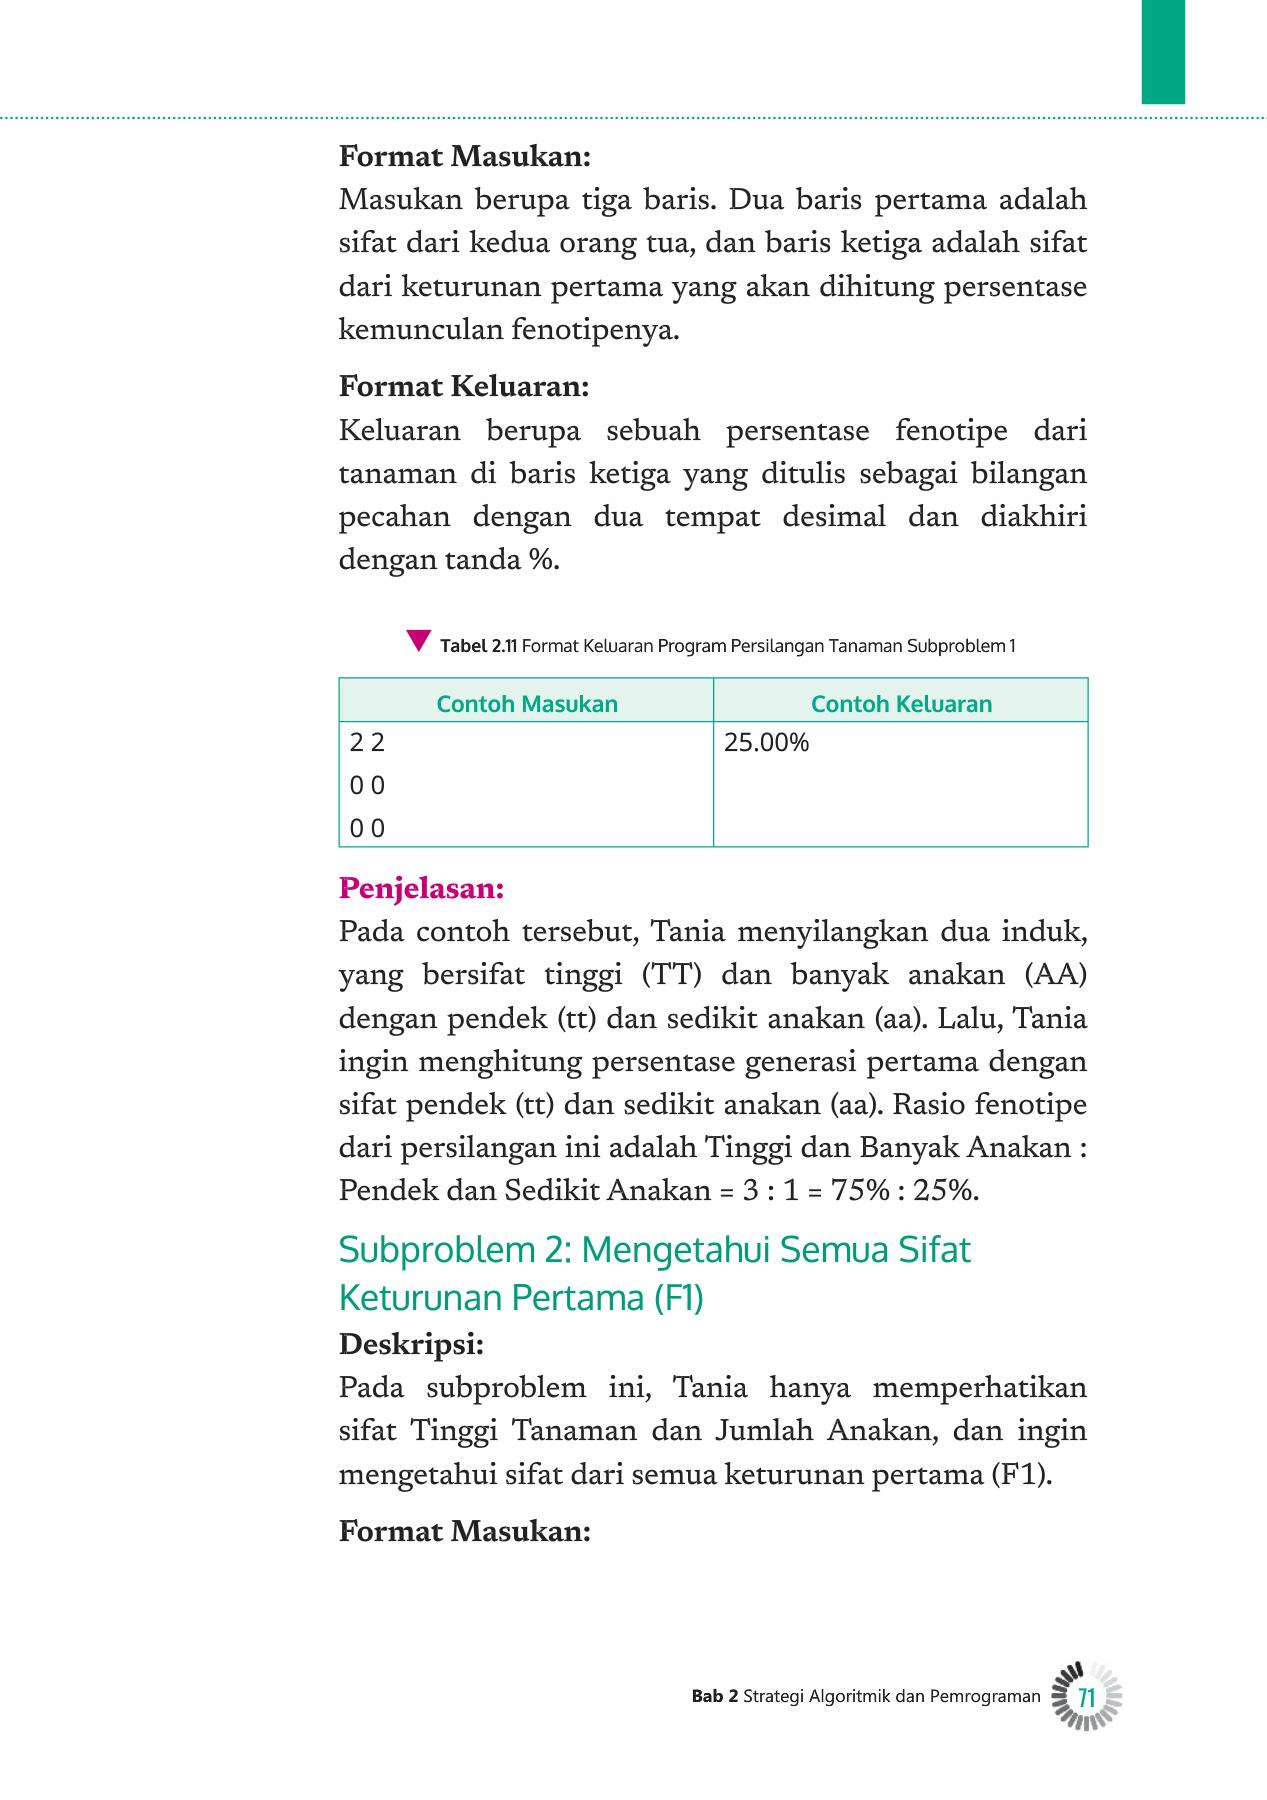 Format Masukan:
Masukan berupa tiga baris. Dua baris pertama adalah
sifat dari kedua orang tua, dan baris ketiga adalah sifat
dari keturunan pertama yang akan dihitung persentase
kemunculan fenotipenya.
Format Keluaran:
Keluaran berupa sebuah persentase fenotipe dari
tanaman di baris ketiga yang ditulis sebagai bilangan
pecahan dengan dua tempat desimal dan diakhiri
dengan tanda %.
Tabel 2.11 Format Keluaran Program Persilangan Tanaman Subproblem 1
Contoh Masukan Contoh Keluaran
2 2 25.00%
0 0
0 0
Penjelasan:
Pada contoh tersebut, Tania menyilangkan dua induk,
yang bersifat tinggi (TT) dan banyak anakan (AA)
dengan pendek (tt) dan sedikit anakan (aa). Lalu, Tania
ingin menghitung persentase generasi pertama dengan
sifat pendek (tt) dan sedikit anakan (aa). Rasio fenotipe
dari persilangan ini adalah Tinggi dan Banyak Anakan :
Pendek dan Sedikit Anakan = 3 : 1 = 75% : 25%.
Subproblem 2: Mengetahui Semua Sifat
Keturunan Pertama (F1)
Deskripsi:
Pada subproblem ini, Tania hanya memperhatikan
sifat Tinggi Tanaman dan Jumlah Anakan, dan ingin
mengetahui sifat dari semua keturunan pertama (F1).
Format Masukan:
Bab 2 Strategi Algoritmik dan Pemrograman 71